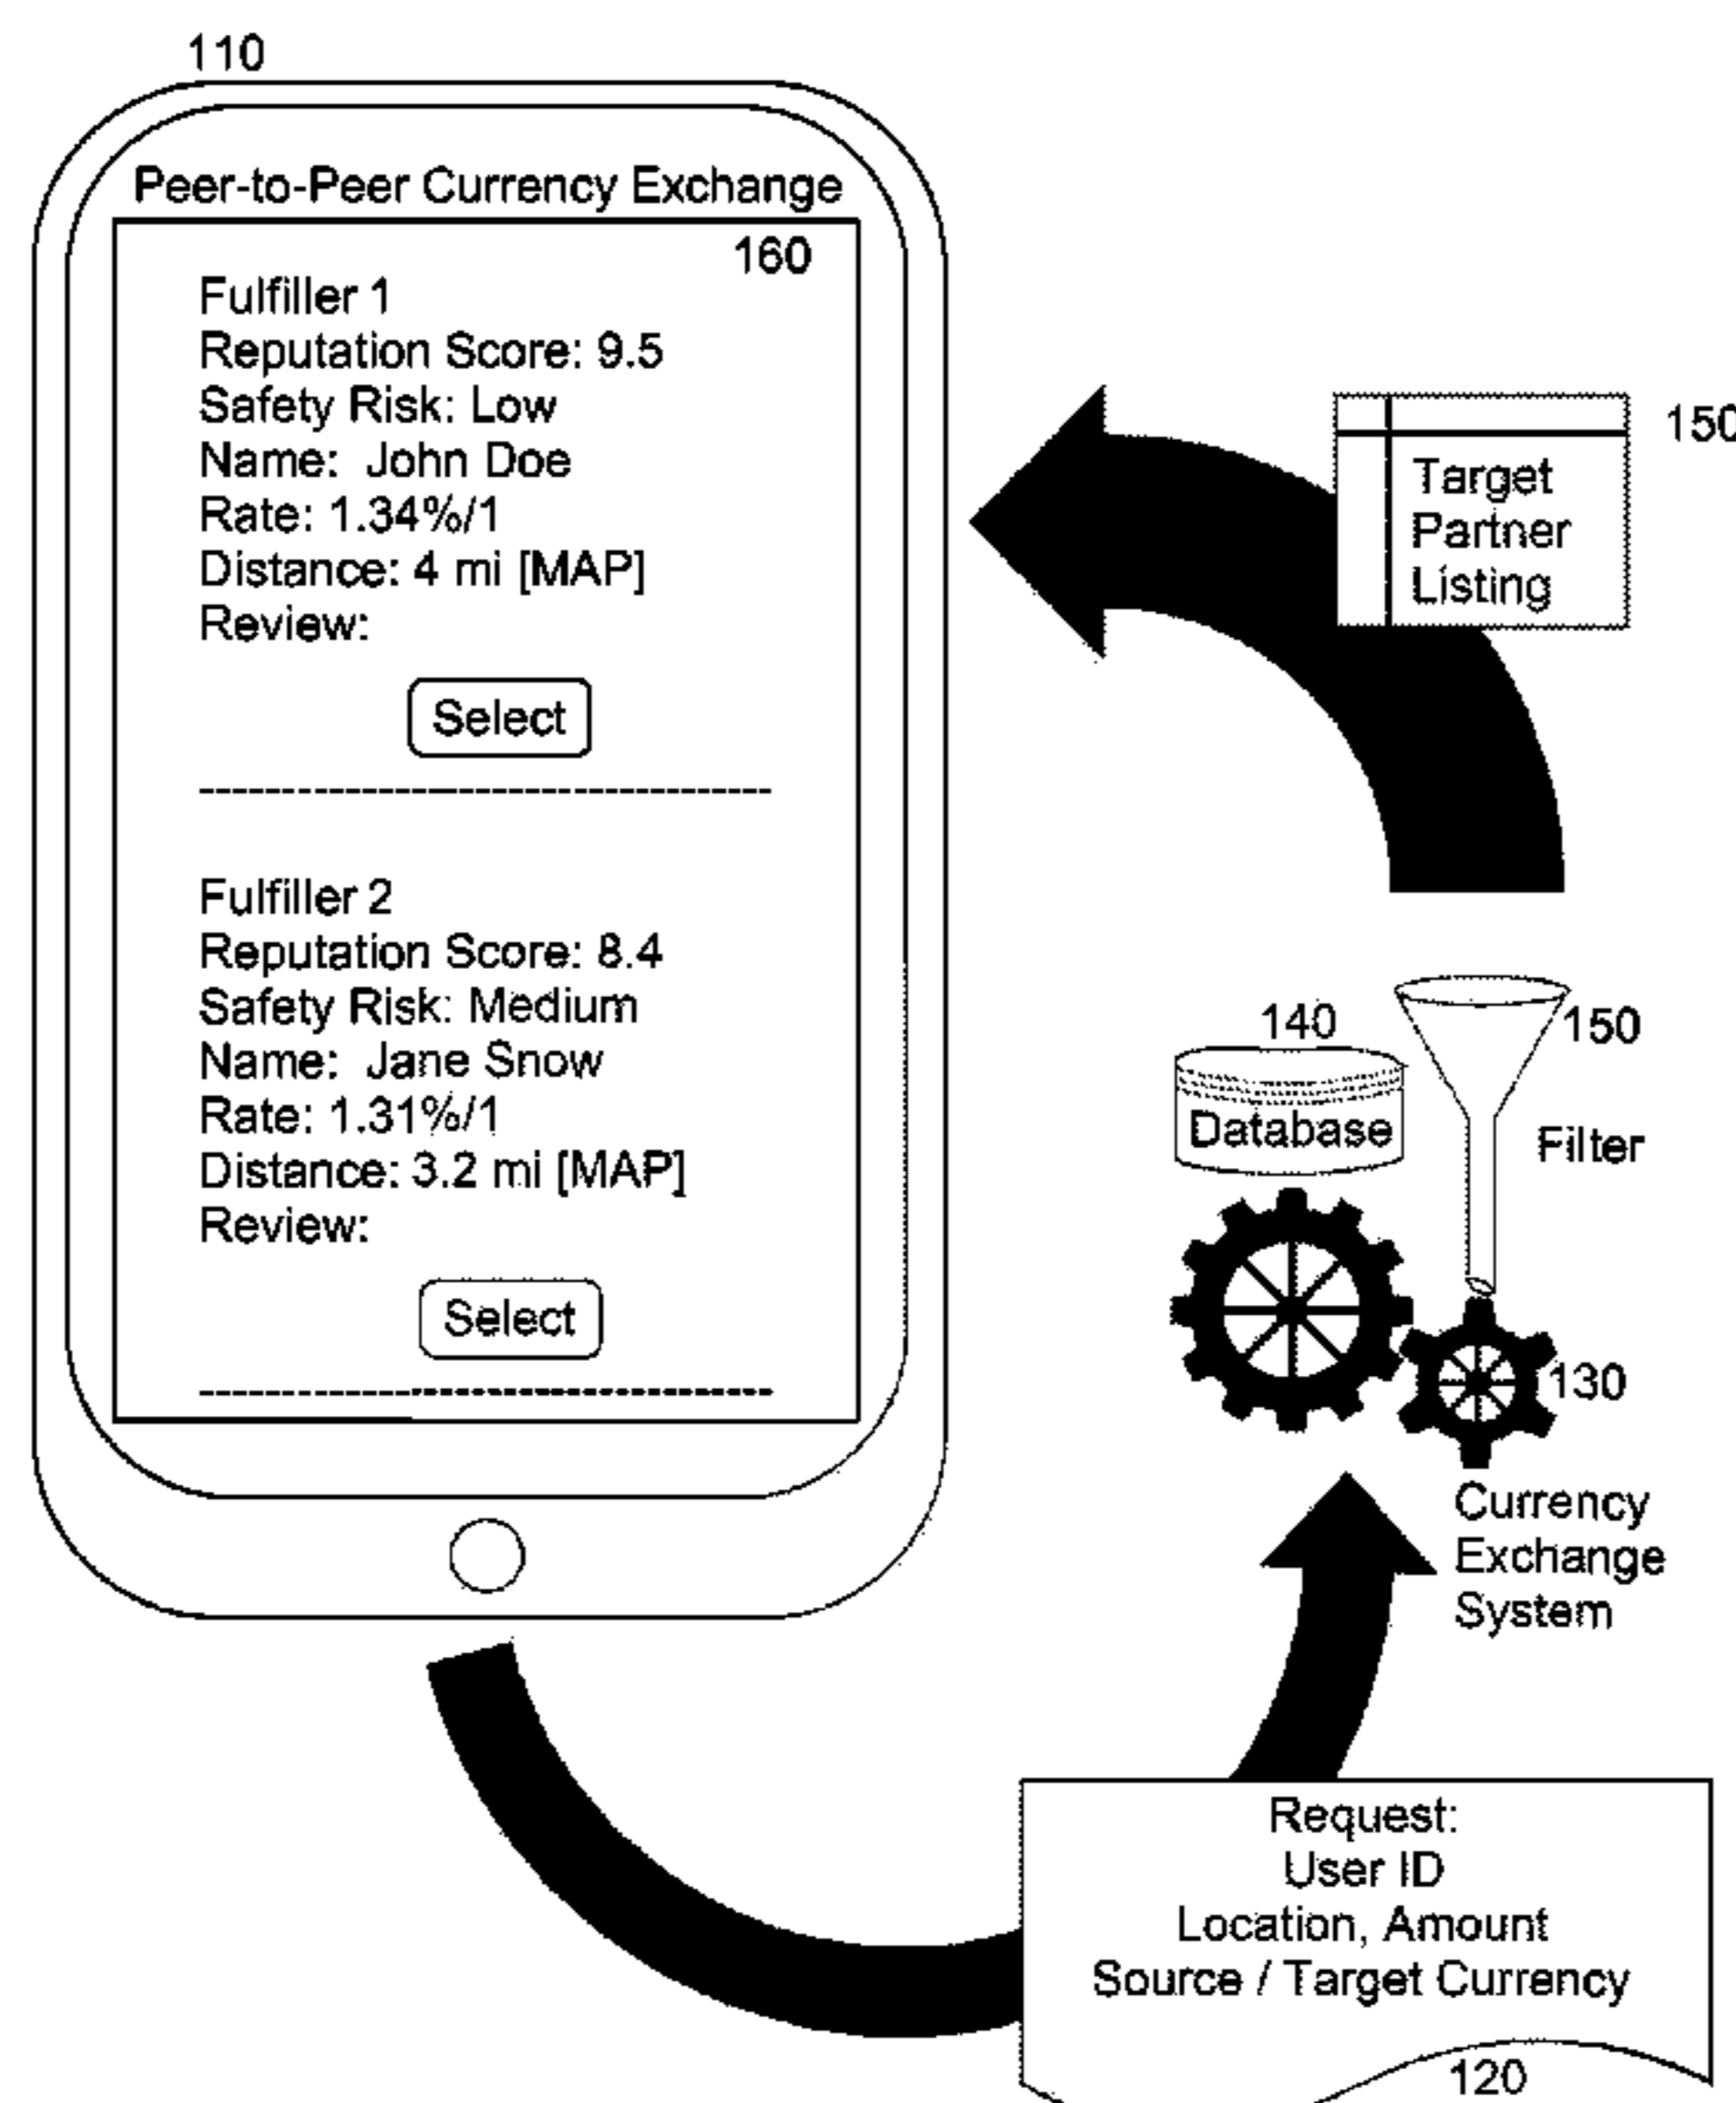 110
Peer-to-Peer Currency Exchange
160
Fulfiller 1
Reputation Score: 9.5
Safety Risk: Low
Name: John Doe
Rate: 1.34%/1
Distance: 4 mi [MAP]
Review:
Select
Fulfiller 2
Reputation Score: 8.4
Safety Risk: Medium
Name: Jane Snow
Rate: 1.31%/1
Distance: 3.2 mi [MAP]
Review:
Select
150
Target
Partner
Listing
140
150
Database
Filter
130
Currency
Exchange
System
Request:
User ID
Location, Amount
Source / Target Currency
120